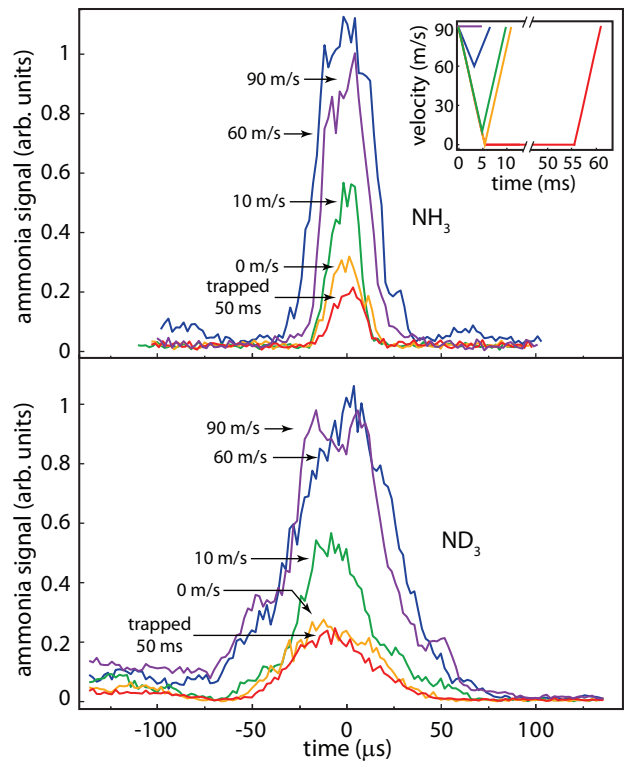 ammonia signal (arb. units)
1
0.8
0.6
0.4
0.2
0
90 m/s
60 m/s
10 m/s
0 m/s
trapped
50 ms
NH3
velocity (m/s)
90
60
30
0
0 5 10 50 55 60
time (ms)
ammonia signal (arb. units)
1
0.8
0.6
0.4
0.2
0
90 m/s
60 m/s
10 m/s
0 m/s
trapped
50 ms
ND3
-100 -50 0 50 100
time (μs)